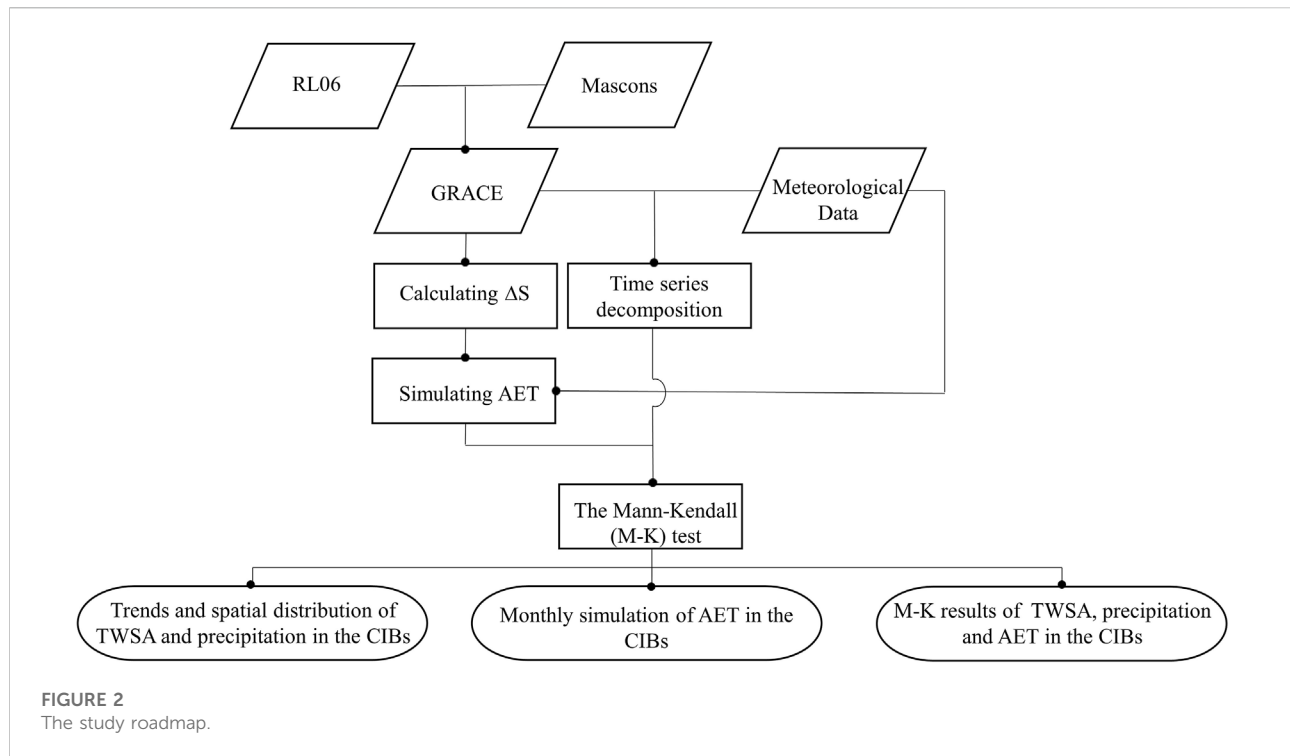 RL06
Mascons
GRACE
Meteorological
Data
Calculating ΔS
Time series
decomposition
Simulating AET
The Mann-Kendall
(M-K) test
Trends and spatial distribution of
TWSA and precipitation in the CIBs
Monthly simulation of AET in the
CIBs
M-K results of TWSA, precipitation
and AET in the CIBs
FIGURE 2
The study roadmap.